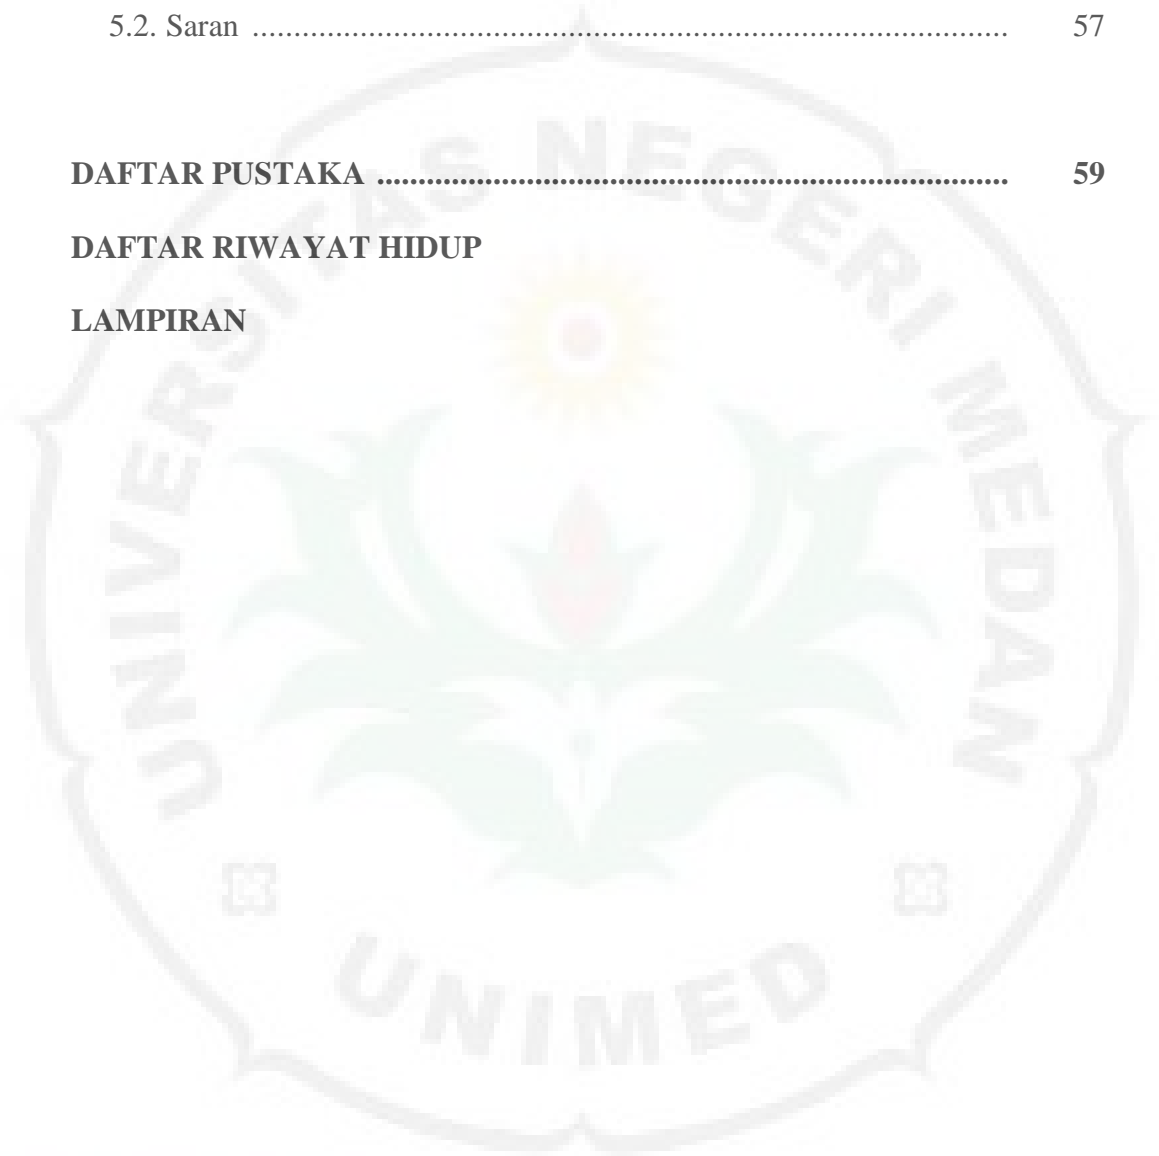 5.2. Saran ........................................................................................ 57
DAFTAR PUSTAKA ............................................................................ 59
DAFTAR RIWAYAT HIDUP
LAMPIRAN
UNIVERSITAS NEGERI MEDAN
UNIMED